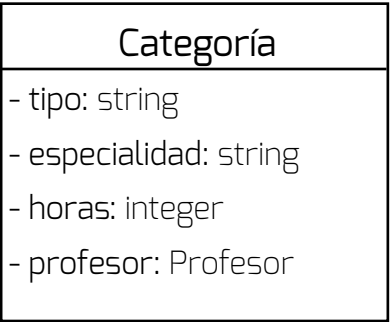 Categoría
- tipo: string
- especialidad: string
- horas: integer
- profesor: Profesor